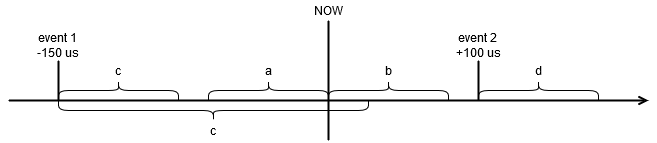 NOW
event 1
-150 us
event 2
+100 us
c
a
b
d
c